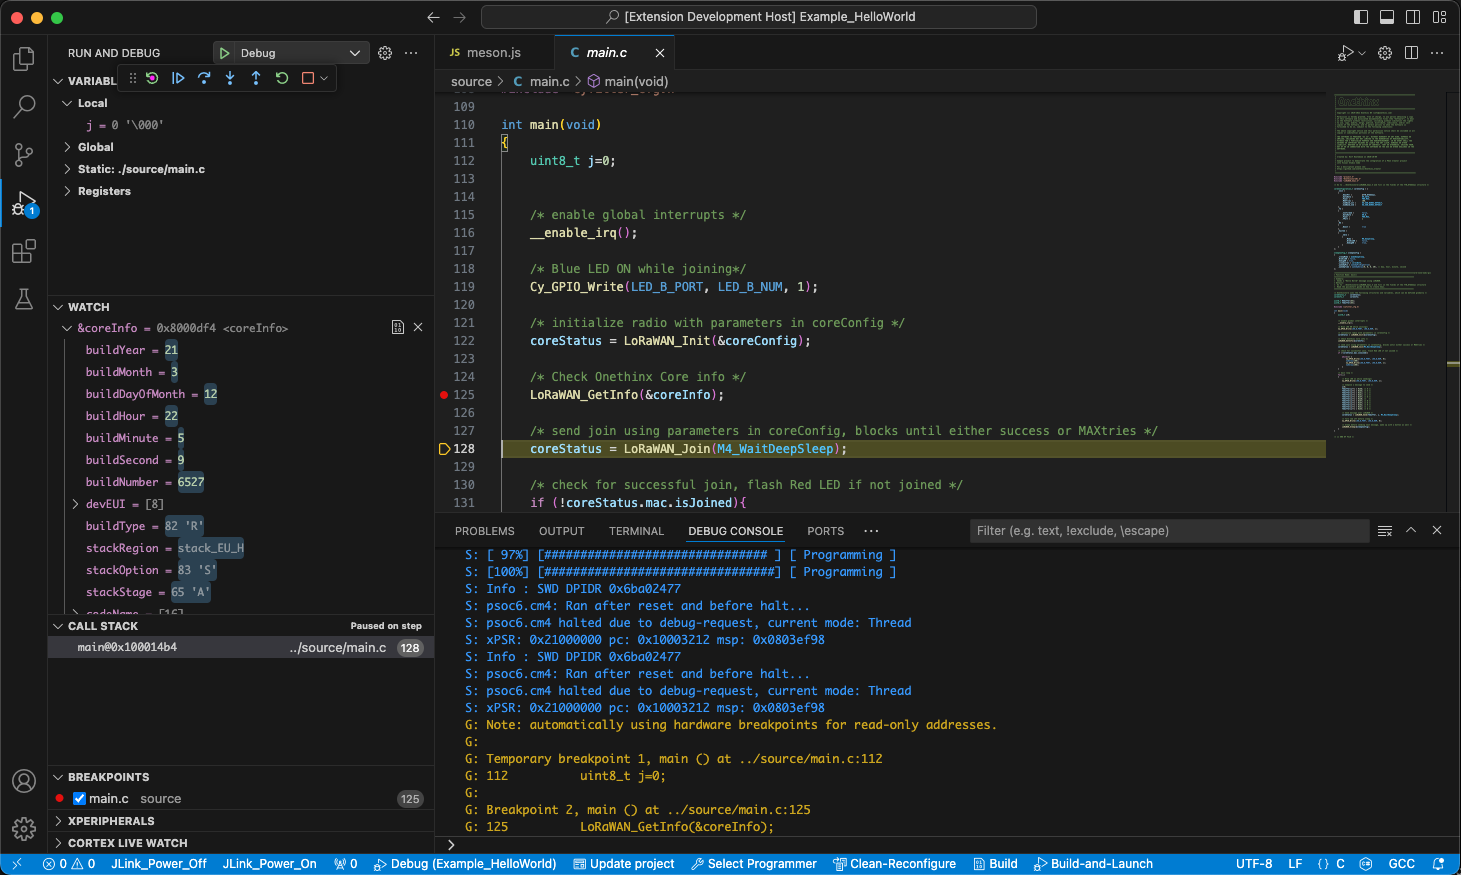 [Extension Development Host] Example_HelloWorld
RUN AND DEBUG
Debug
JS meson.js
C main.c
source > C main.c > main(void)
VARIABL
Local
j = 0 '\000'
Global
Static: ./source/main.c
Registers
WATCH
&coreInfo = 0x8000df4 <coreInfo>
buildYear = 21
buildMonth = 3
buildDayOfMonth = 12
buildHour = 22
buildMinute = 5
buildSecond = 9
buildNumber = 6527
devEUI = [8]
buildType = 82 'R'
stackRegion = stack_EU_H
stackOption = 83 'S'
stackStage = 65 'A'
codeName = [16]
CALL STACK
Paused on step
main@0x100014b4
../source/main.c 128
BREAKPOINTS
main.c source 125
XPERIPHERALS
CORTEX LIVE WATCH
1
109
110 int main(void)
111 {
112 uint8_t j=0;
113
114
115 /* enable global interrupts */
116 __enable_irq();
117
118 /* Blue LED ON while joining*/
119 Cy_GPIO_Write(LED_B_PORT, LED_B_NUM, 1);
120
121 /* initialize radio with parameters in coreConfig */
122 coreStatus = LoRaWAN_Init(&coreConfig);
123
124 /* Check Onethinx Core info */
125 LoRaWAN_GetInfo(&coreInfo);
126
127 /* send join using parameters in coreConfig, blocks until either success or MAXtries */
128 coreStatus = LoRaWAN_Join(M4_WaitDeepSleep);
129
130 /* check for successful join, flash Red LED if not joined */
131 if (!coreStatus.mac.isJoined){
PROBLEMS OUTPUT TERMINAL DEBUG CONSOLE PORTS
Filter (e.g. text, !exclude, \escape)
S: [ 97%] [############################### ] [ Programming ]
S: [100%] [################################] [ Programming ]
S: Info : SWD DPIDR 0x6ba02477
S: psoc6.cm4: Ran after reset and before halt...
S: psoc6.cm4 halted due to debug-request, current mode: Thread
S: xPSR: 0x21000000 pc: 0x10003212 msp: 0x0803ef98
S: Info : SWD DPIDR 0x6ba02477
S: psoc6.cm4: Ran after reset and before halt...
S: psoc6.cm4 halted due to debug-request, current mode: Thread
S: xPSR: 0x21000000 pc: 0x10003212 msp: 0x0803ef98
G: Note: automatically using hardware breakpoints for read-only addresses.
G:
G: Temporary breakpoint 1, main () at ../source/main.c:112
G: 112 uint8_t j=0;
G:
G: Breakpoint 2, main () at ../source/main.c:125
G: 125 LoRaWAN_GetInfo(&coreInfo);
0 0 JLink_Power_Off JLink_Power_On 0 Debug (Example_HelloWorld) Update project Select Programmer Clean-Reconfigure Build Build-and-Launch UTF-8 LF {} C GCC